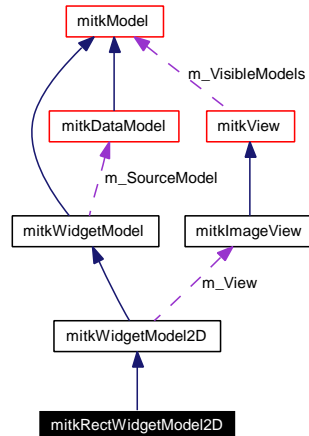 mitkModel
m_VisibleModels
mitkDataModel
mitkView
m_SourceModel
mitkWidgetModel
mitkImageView
m_View
mitkWidgetModel2D
mitkRectWidgetModel2D